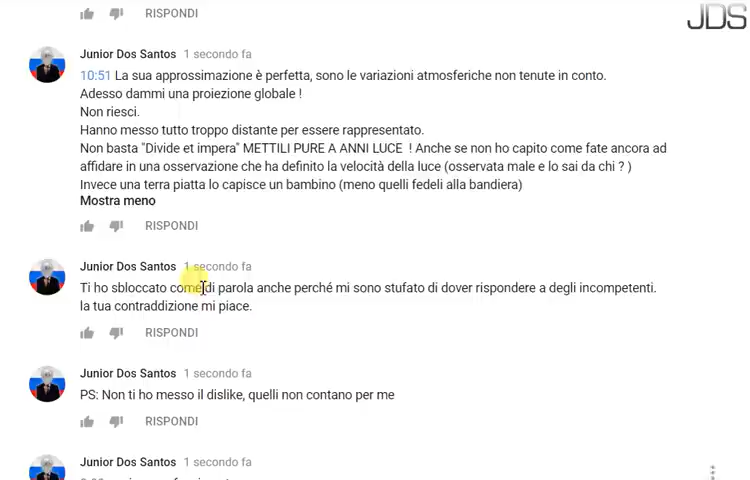 RISPONDI
JDS
Junior Dos Santos 1 secondo fa
10:51 La sua approssimazione è perfetta, sono le variazioni atmosferiche non tenute in conto.
Adesso dammi una proiezione globale !
Non riesci.
Hanno messo tutto troppo distante per essere rappresentato.
Non basta "Divide et impera" METTILI PURE A ANNI LUCE ! Anche se non ho capito come fate ancora ad
affidare in una osservazione che ha definito la velocità della luce (osservata male e lo sai da chi ? )
Invece una terra piatta lo capisce un bambino (meno quelli fedeli alla bandiera)
Mostra meno
RISPONDI
Junior Dos Santos 1 secondo fa
Ti ho sbloccato come di parola anche perché mi sono stufato di dover rispondere a degli incompetenti.
la tua contraddizione mi piace.
RISPONDI
Junior Dos Santos 1 secondo fa
PS: Non ti ho messo il dislike, quelli non contano per me
RISPONDI
Junior Dos Santos 1 secondo fa